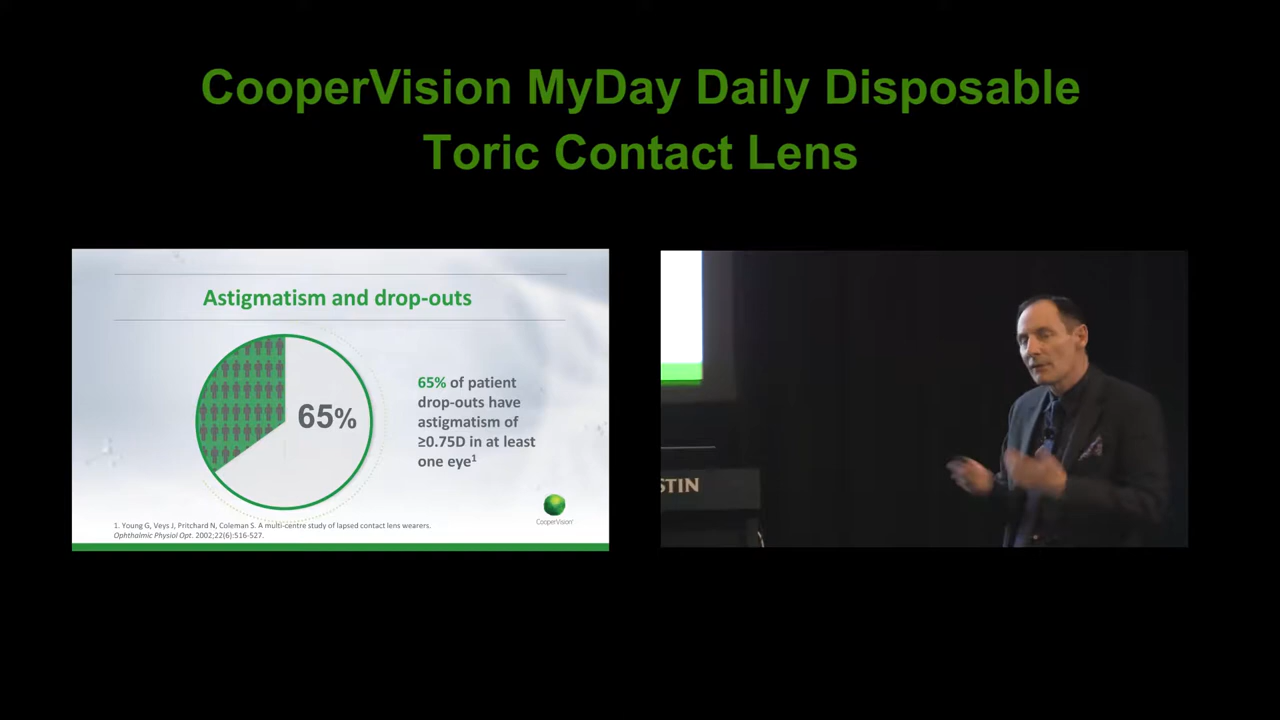 CooperVision MyDay Daily Disposable
Toric Contact Lens
Astigmatism and drop-outs
65%
65% of patient
drop-outs have
astigmatism of
≥0.75D in at least
one eye1
CooperVision
1. Young G, Veys J, Pritchard N, Coleman S. A multi-centre study of lapsed contact lens wearers.
Ophthalmic Physiol Opt. 2002;22(6):516-527.
STIN